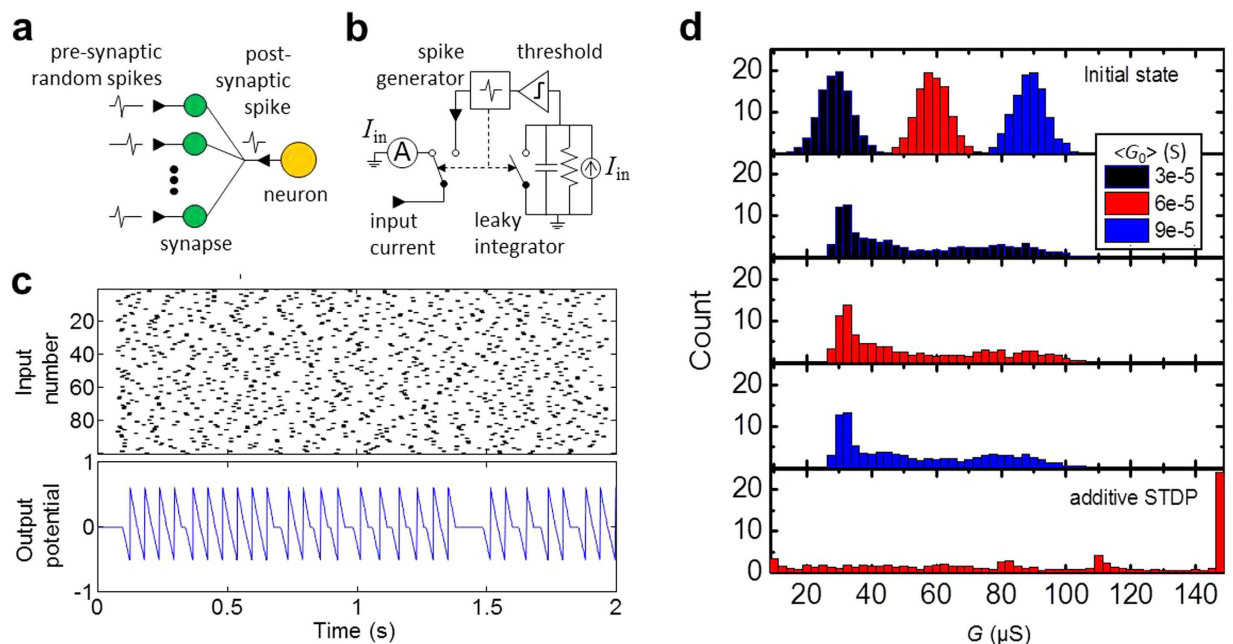 a
pre-synaptic
random spikes
post-
synaptic
spike
neuron
synapse
b
spike
generator
threshold
Iin
A
Iin
input
current
leaky
integrator
c
Input
number
20
40
60
80
Output
potential
1
0
-1
0
0.5
1
1.5
2
Time (s)
d
Count
20
10
Initial state
<G0> (S)
3e-5
6e-5
9e-5
20
10
20
10
20
10
20
10
0
additive STDP
20
40
60
80
100
120
140
G (µS)